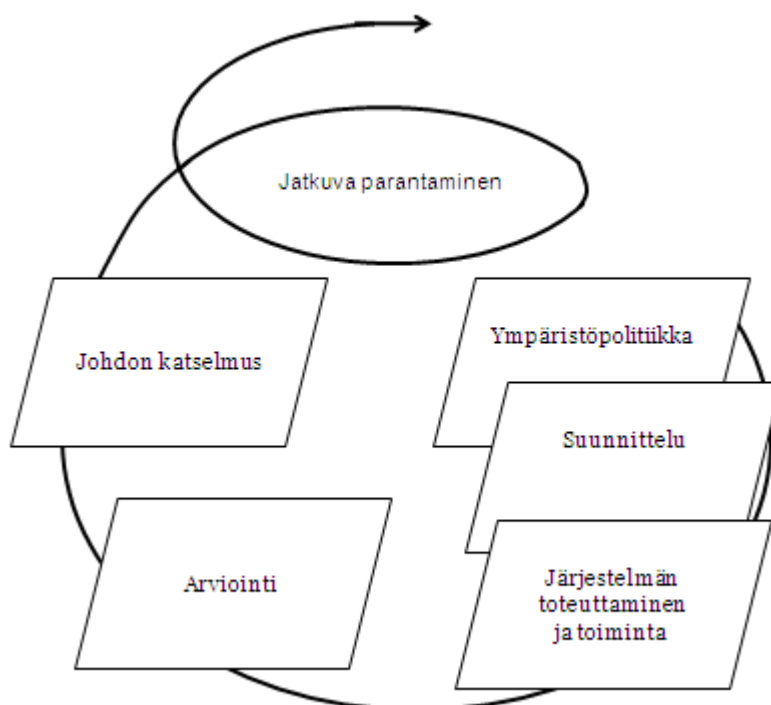 Jatkuva parantaminen
Johdon katselmus
Ympäristöpolitiikka
Suunnittelu
Arviointi
Järjestelmän
toteuttaminen
ja toiminta